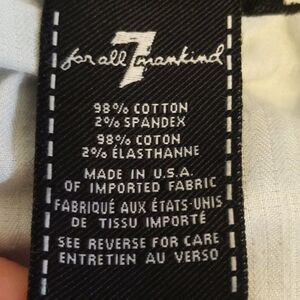 for all 7 mankind
98% COTTON
2% SPANDEX
98% COTON
2% ÉLASTHANNE
MADE IN U.S.A.
OF IMPORTED FABRIC
FABRIQUÉ AUX ÉTATS-UNIS
DE TISSU IMPORTÉ
SEE REVERSE FOR CARE
ENTRETIEN AU VERSO